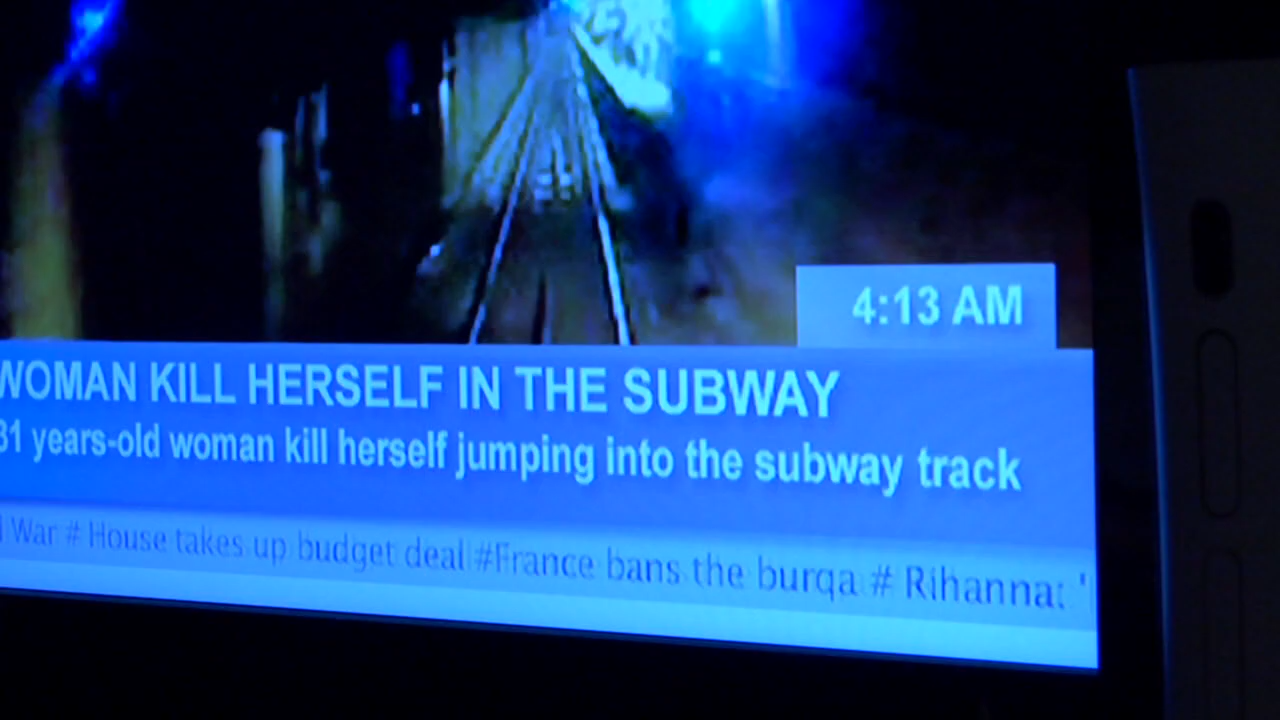 4:13 AM
WOMAN KILL HERSELF IN THE SUBWAY
31 years-old woman kill herself jumping into the subway track
War # House takes up budget deal #France bans the burqa # Rihanna: '